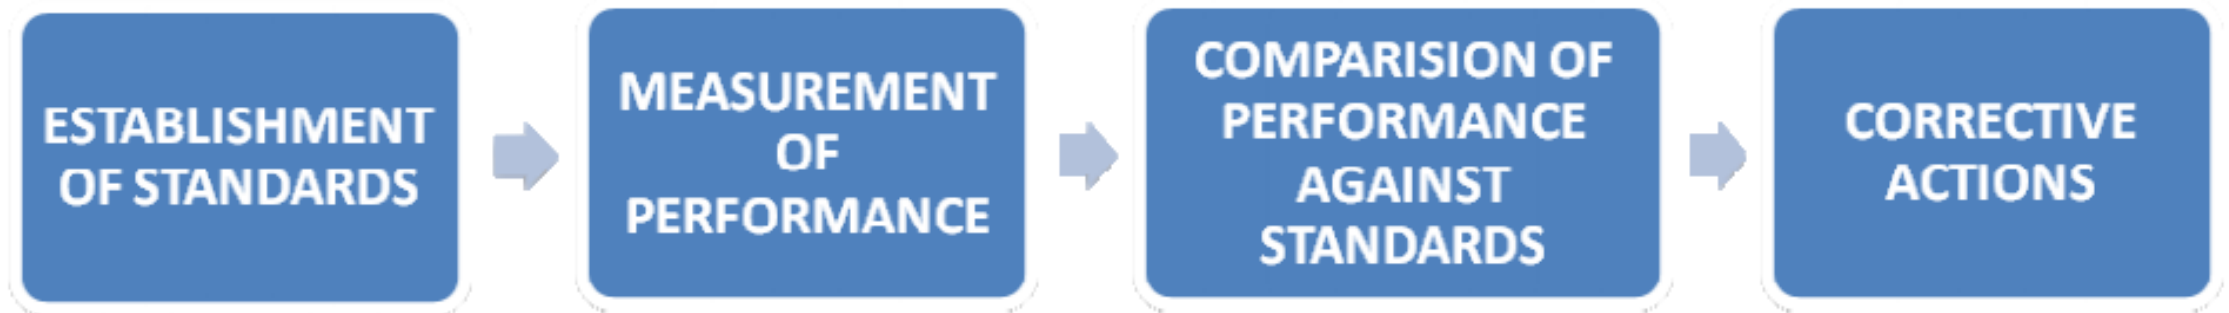 ESTABLISHMENT
OF STANDARDS
MEASUREMENT
OF
PERFORMANCE
COMPARISION OF
PERFORMANCE
AGAINST
STANDARDS
CORRECTIVE
ACTIONS